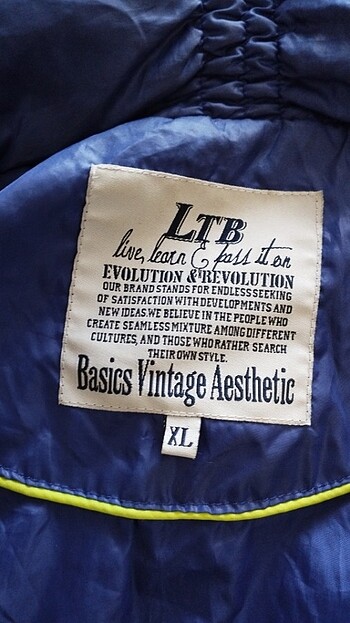 LTB
live, learn & pass it on
EVOLUTION & REVOLUTION
OUR BRAND STANDS FOR ENDLESS SEEKING
OF SATISFACTION WITH DEVELOPMENTS AND
NEW IDEAS. WE BELIEVE IN THE PEOPLE WHO
CREATE SEAMLESS MIXTURE AMONG DIFFERENT
CULTURES, AND THOSE WHO RATHER SEARCH
THEIR OWN STYLE.
Basics Vintage Aesthetic
XL